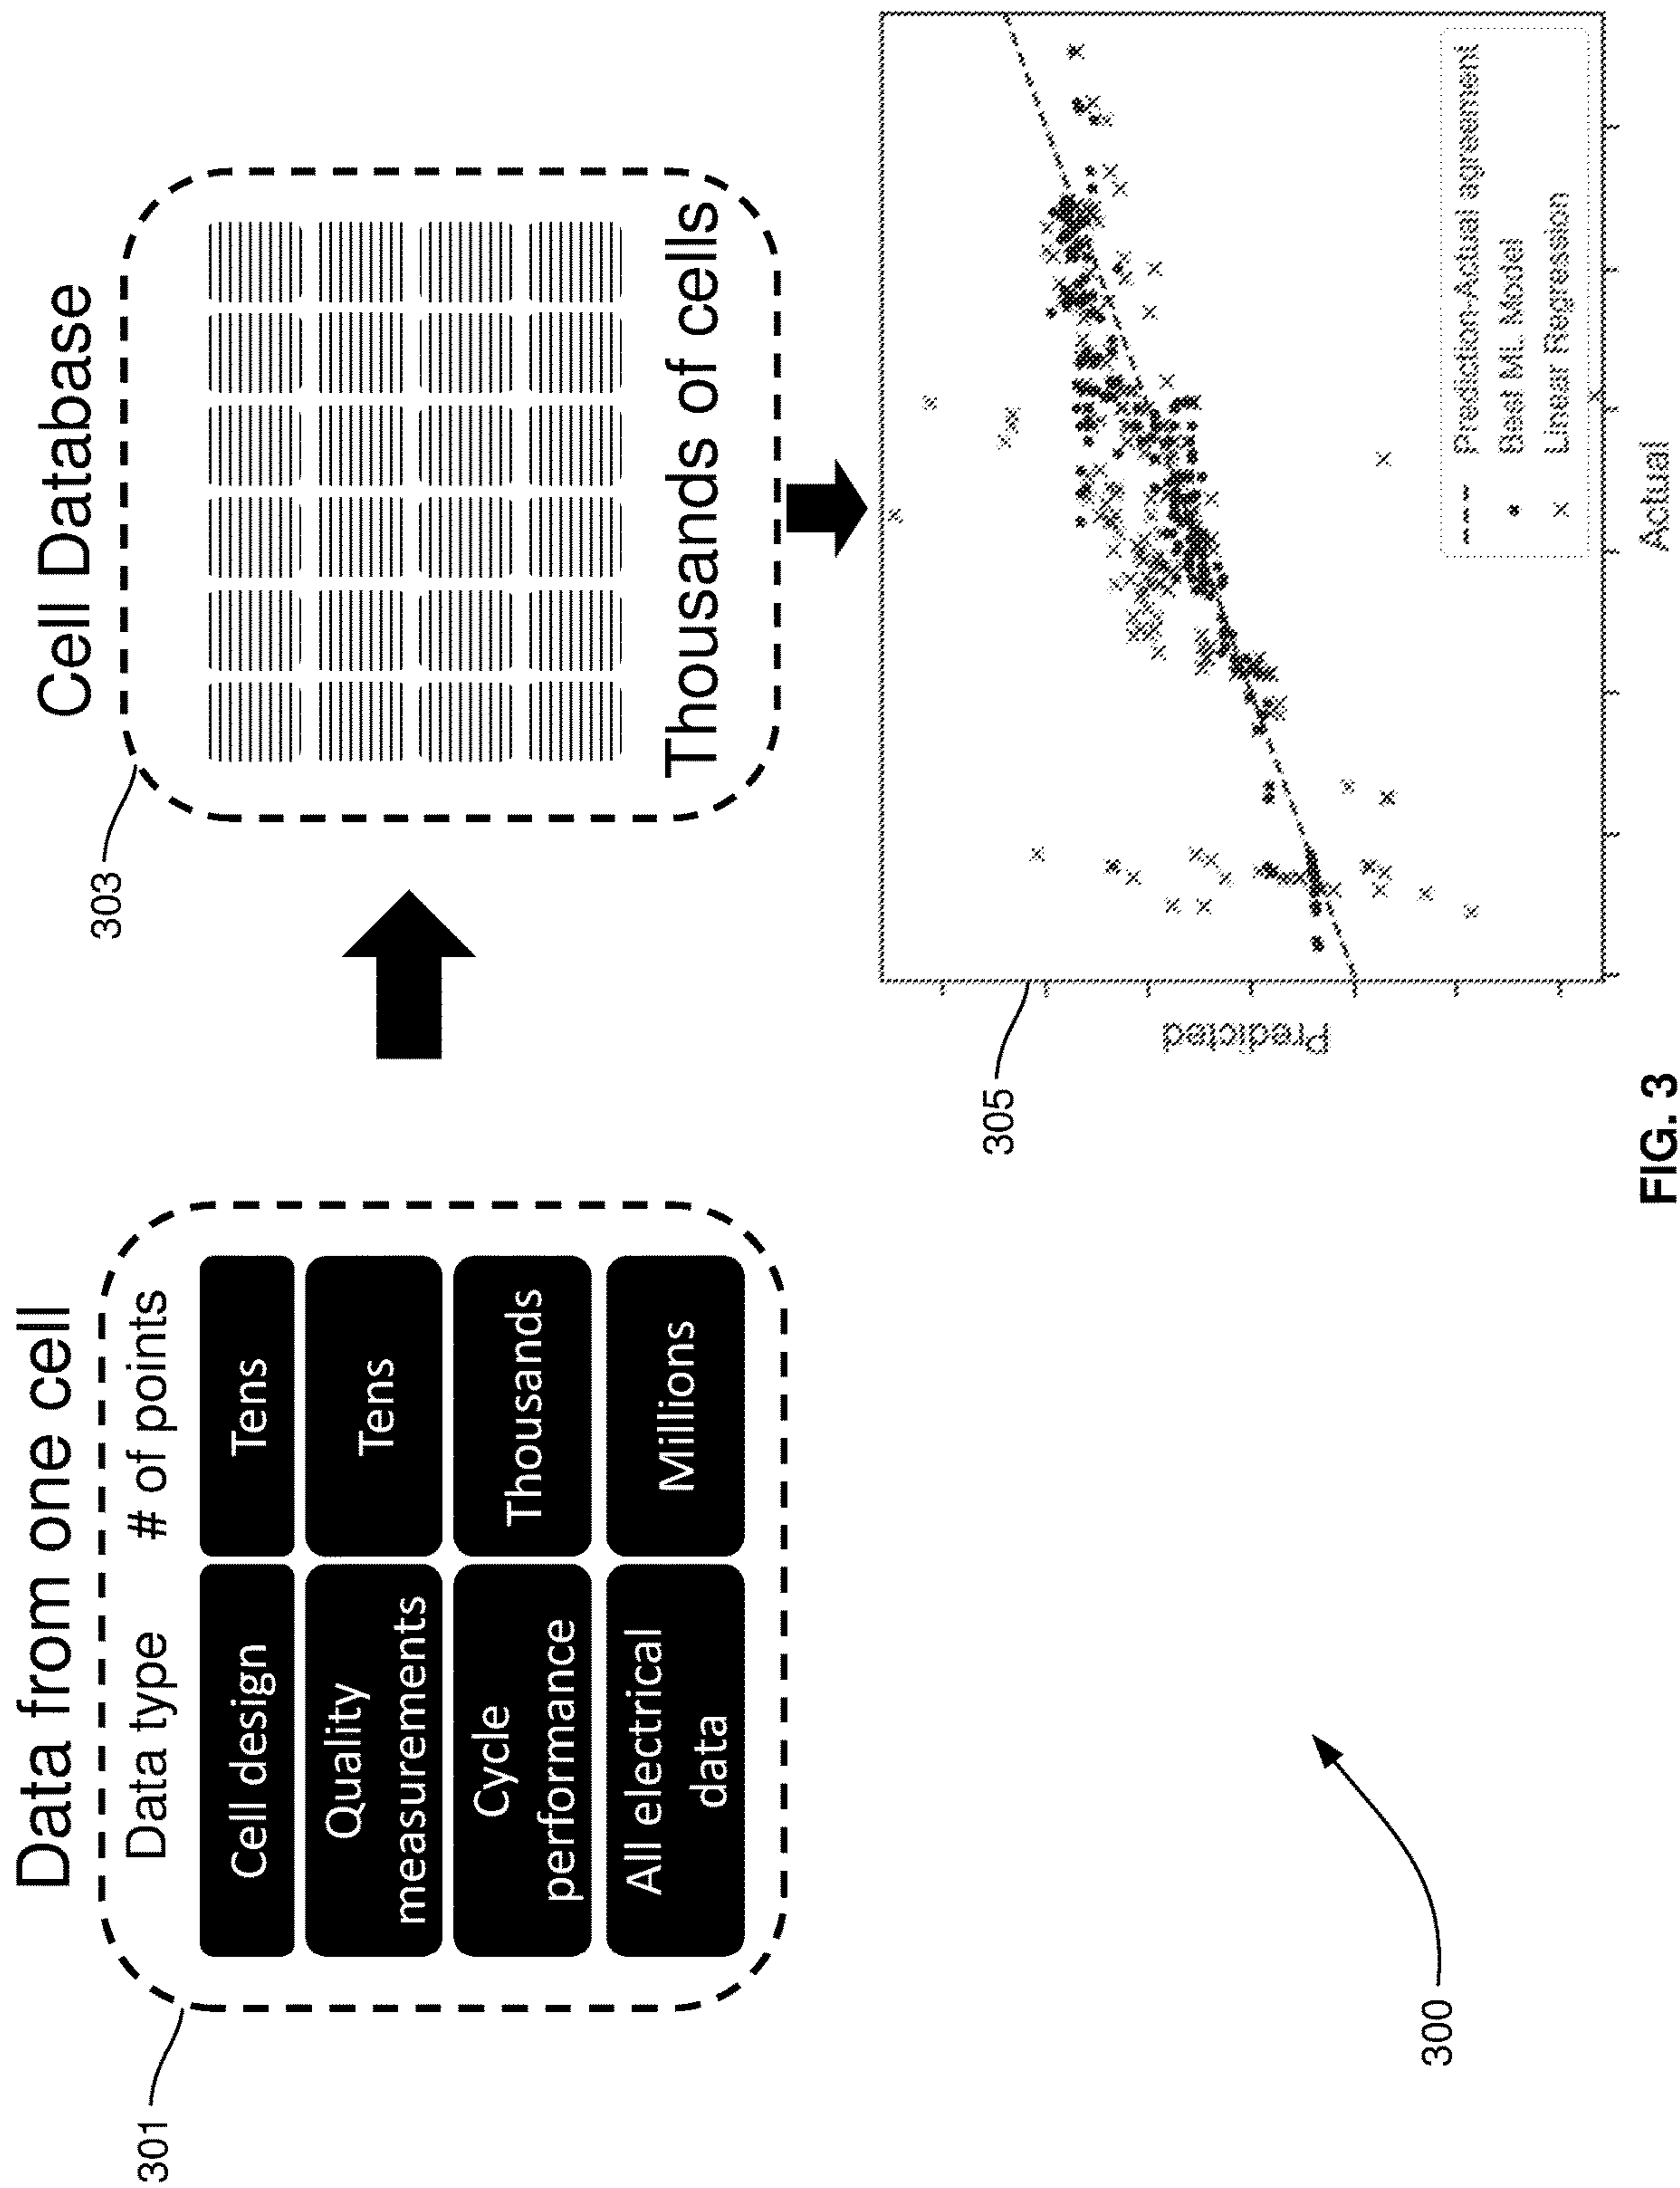 Data from one cell
301
Data type # of points
Cell design Tens
Quality
measurements
Tens
Cycle
performance
Thousands
All electrical
data
Millions
Cell Database
303
Thousands of cells
305
Predicted
Prediction-Actual agreement
Best ML Model
Linear Regression
Actual
300
FIG. 3